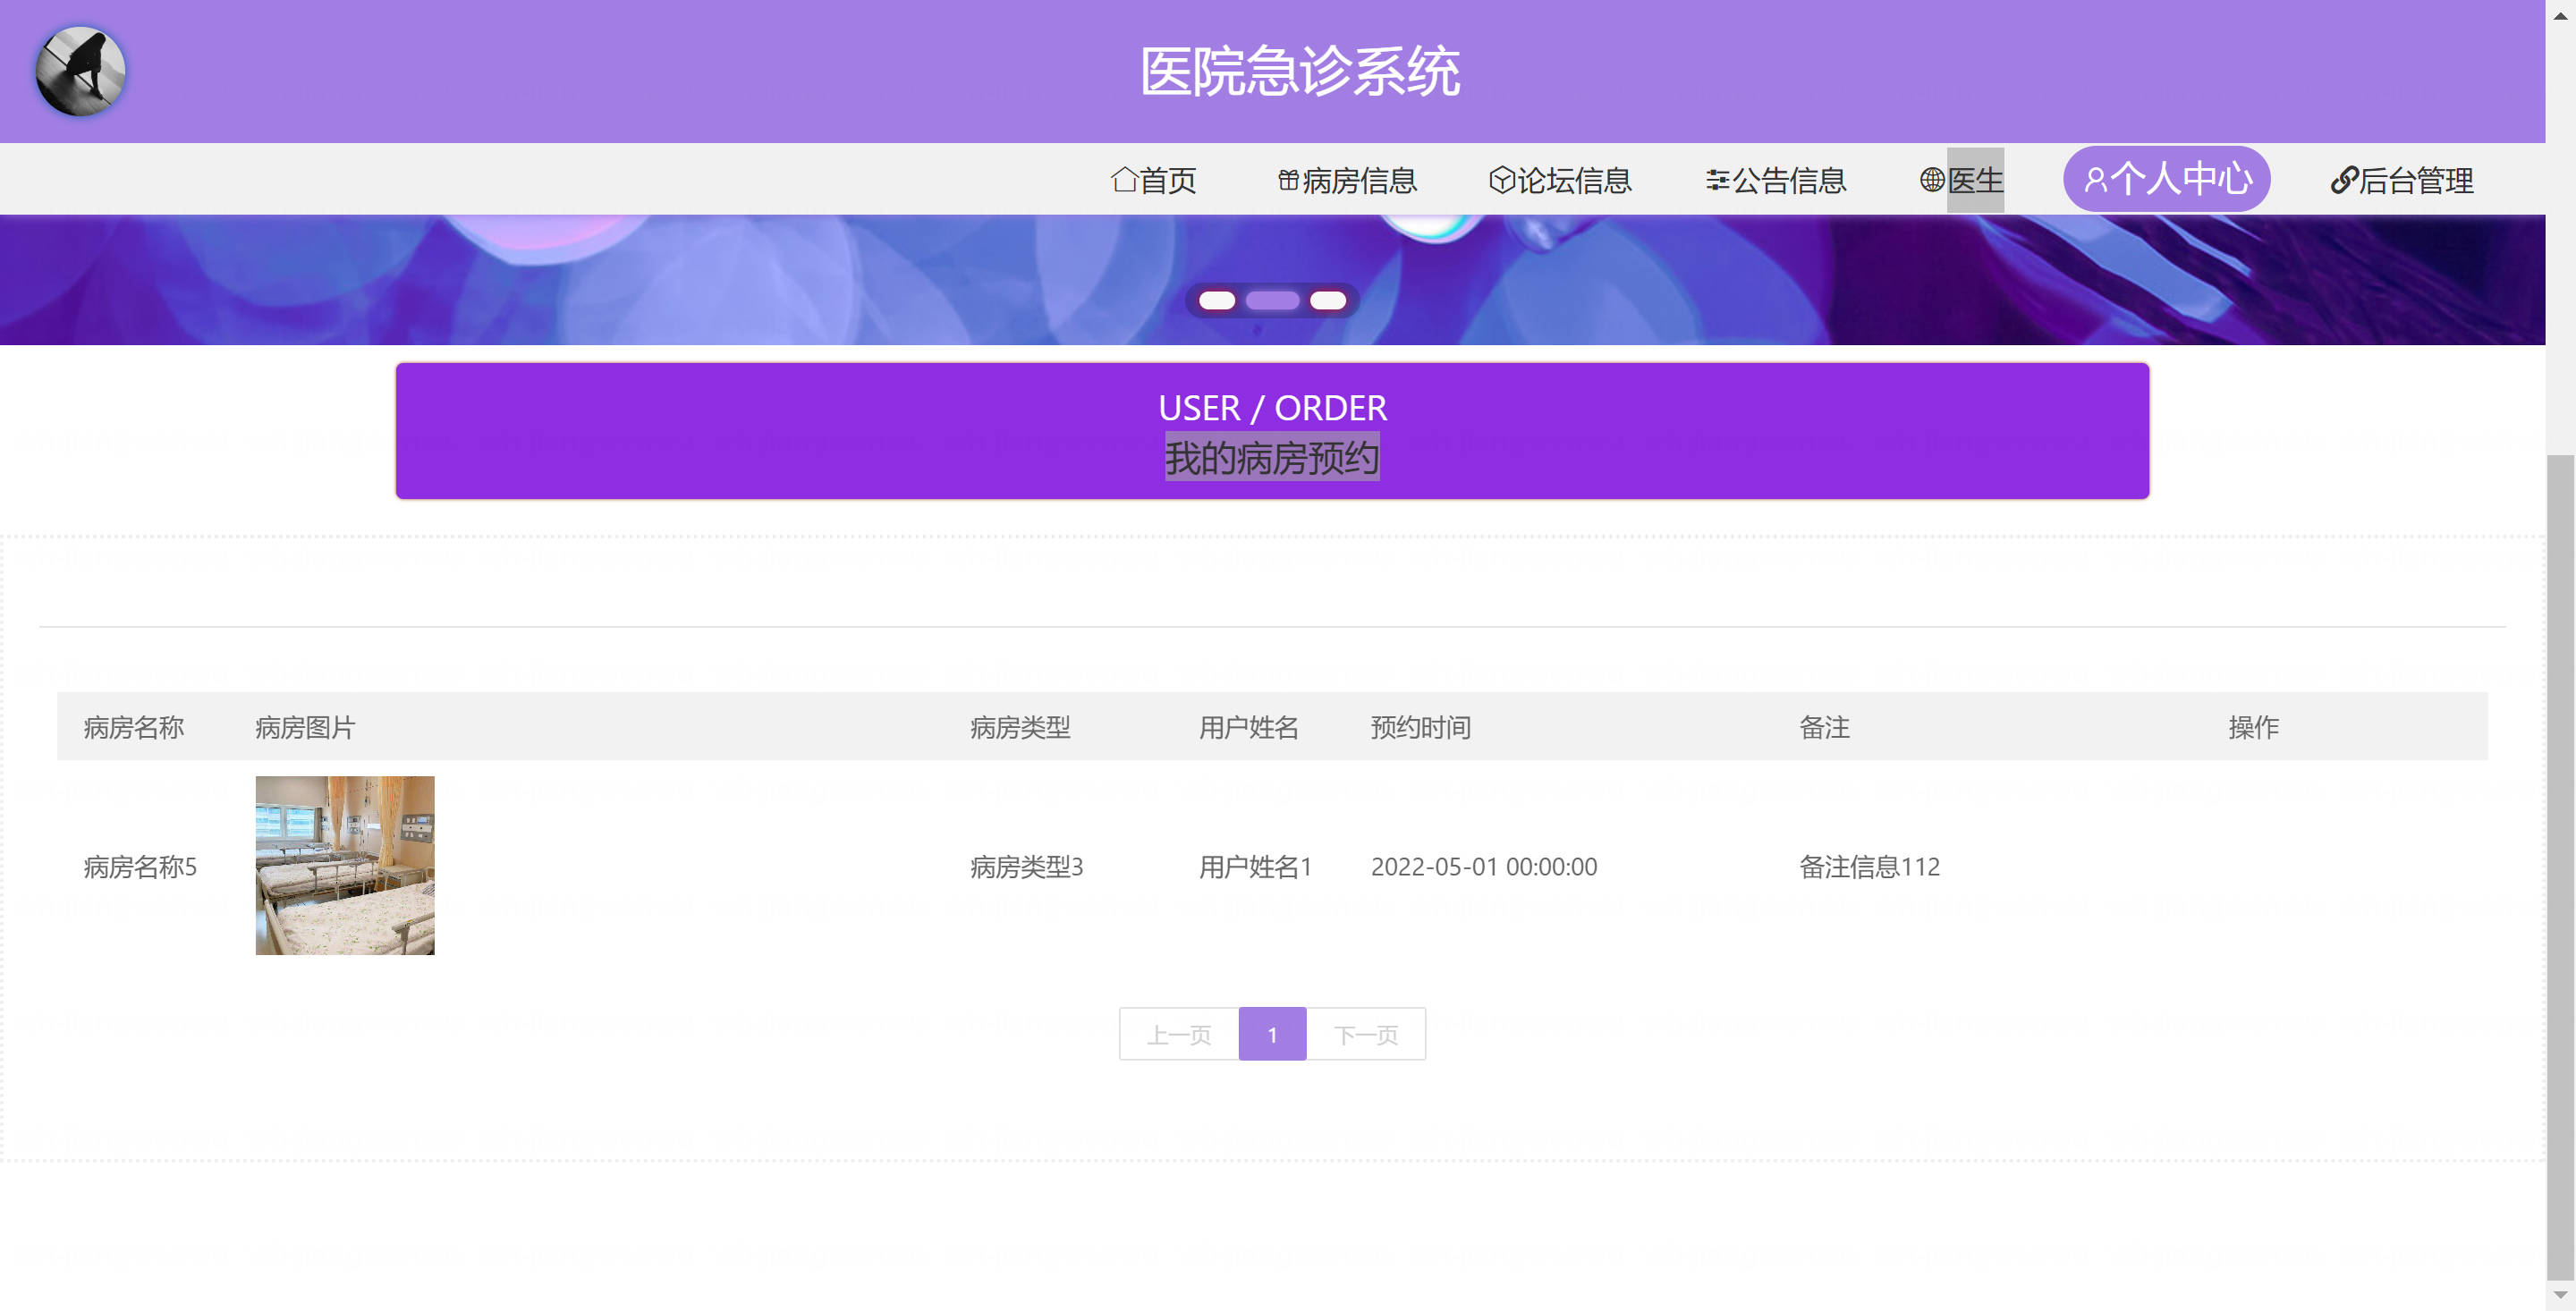 医院急诊系统
首页 病房信息 论坛信息 公告信息 医生 个人中心 后台管理
USER / ORDER
我的病房预约
病房名称 病房图片 病房类型 用户姓名 预约时间 备注 操作
病房名称5 病房类型3 用户姓名1 2022-05-01 00:00:00 备注信息112
上一页 1 下一页